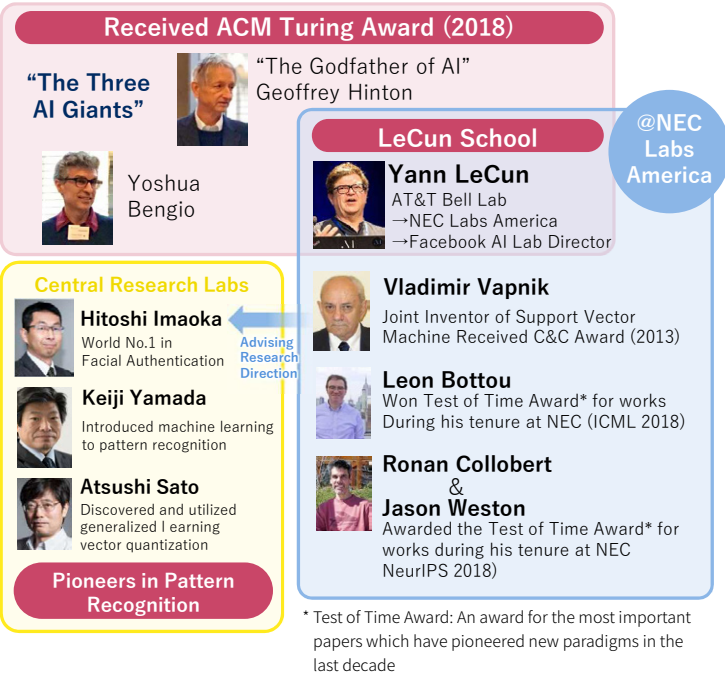 Received ACM Turing Award (2018)
“The Three
AI Giants”
“The Godfather of AI”
Geoffrey Hinton
Yoshua
Bengio
@NEC
Labs
America
LeCun School
Yann LeCun
AT&T Bell Lab
→NEC Labs America
→Facebook AI Lab Director
Vladimir Vapnik
Joint Inventor of Support Vector
Machine Received C&C Award (2013)
Leon Bottou
Won Test of Time Award* for works
During his tenure at NEC (ICML 2018)
Ronan Collobert
&
Jason Weston
Awarded the Test of Time Award* for
works during his tenure at NEC
NeurIPS 2018)
Central Research Labs
Hitoshi Imaoka
World No.1 in
Facial Authentication
Advising
Research
Direction
Keiji Yamada
Introduced machine learning
to pattern recognition
Atsushi Sato
Discovered and utilized
generalized l earning
vector quantization
Pioneers in Pattern
Recognition
* Test of Time Award: An award for the most important
papers which have pioneered new paradigms in the
last decade